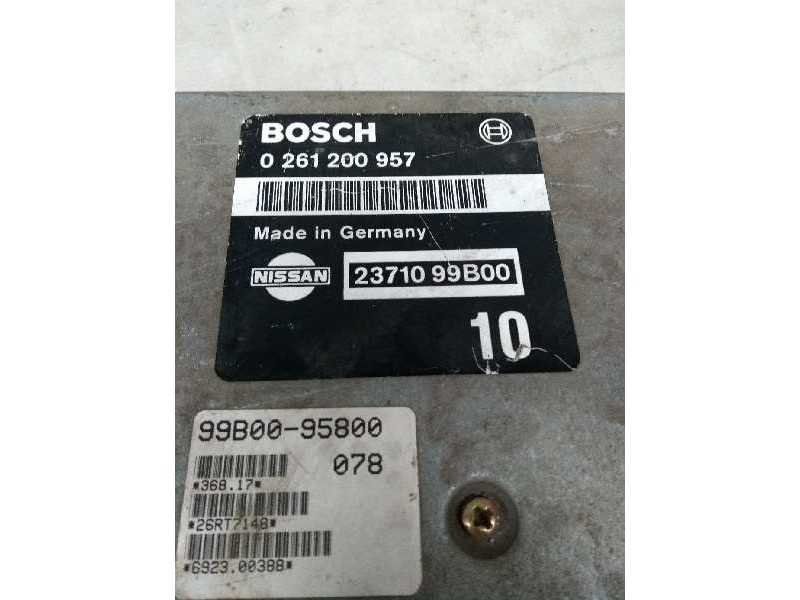 BOSCH
0 261 200 957
Made in Germany
NISSAN
23710 99B00
10
99B00-95800
078
*368.17*
*26RT7148*
*6923.00388*